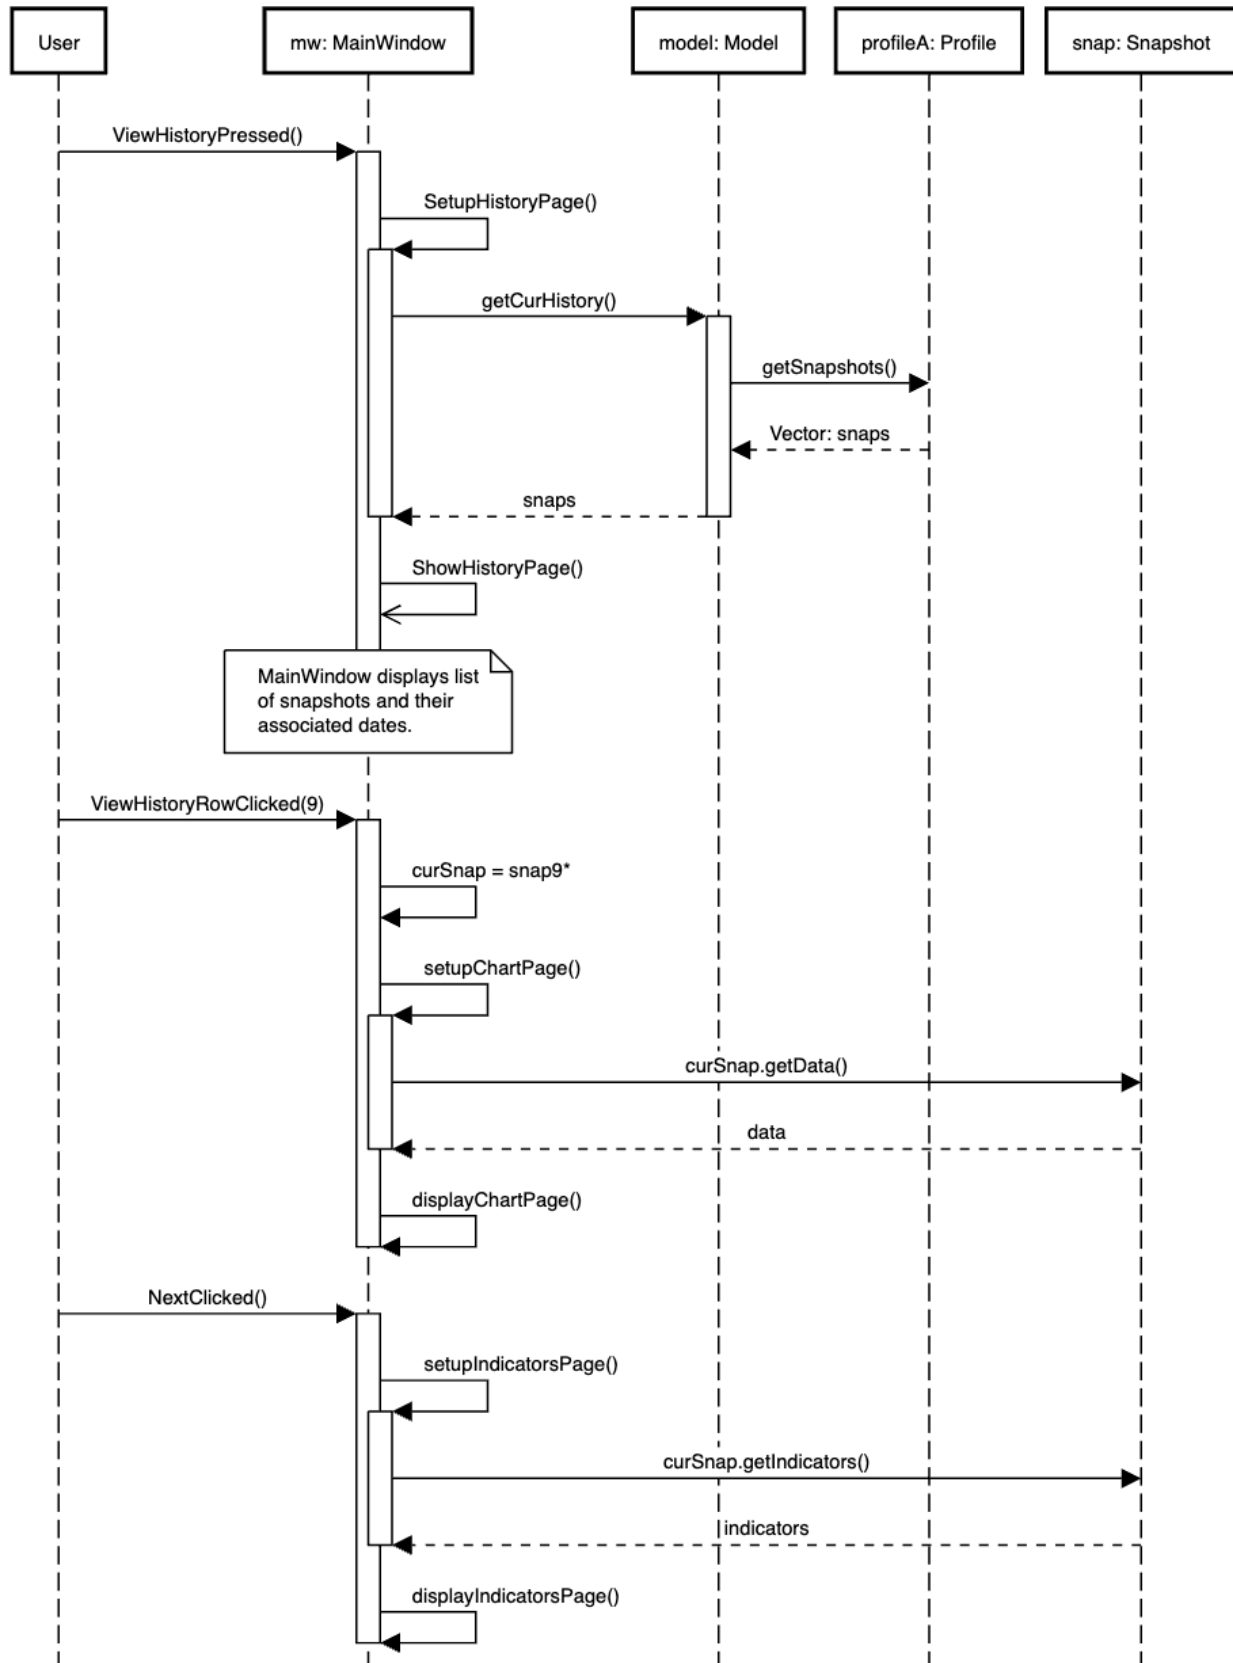 User
mw: MainWindow
model: Model
profileA: Profile
snap: Snapshot
ViewHistoryPressed()
SetupHistoryPage()
getCurHistory()
getSnapshots()
Vector: snaps
snaps
ShowHistoryPage()
MainWindow displays list
of snapshots and their
associated dates.
ViewHistoryRowClicked(9)
curSnap = snap9*
setupChartPage()
curSnap.getData()
data
displayChartPage()
NextClicked()
setupIndicatorsPage()
curSnap.getIndicators()
indicators
displayIndicatorsPage()